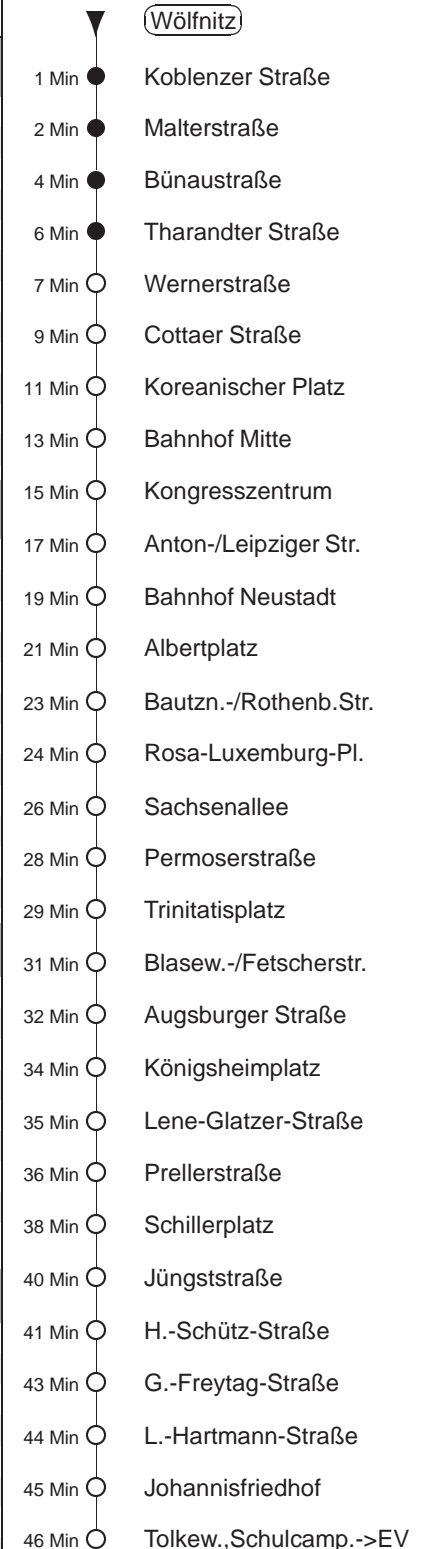 Wölfnitz
1 Min Koblenzer Straße
2 Min Malterstraße
4 Min Bünaustraße
6 Min Tharandter Straße
7 Min Wernerstraße
9 Min Cottaer Straße
11 Min Koreanischer Platz
13 Min Bahnhof Mitte
15 Min Kongresszentrum
17 Min Anton-/Leipziger Str.
19 Min Bahnhof Neustadt
21 Min Albertplatz
23 Min Bautzn.-/Rothenb.Str.
24 Min Rosa-Luxemburg-Pl.
26 Min Sachsenallee
28 Min Permoserstraße
29 Min Trinitatisplatz
31 Min Blasew.-/Fetscherstr.
32 Min Augsburger Straße
34 Min Königsheimplatz
35 Min Lene-Glatzer-Straße
36 Min Prellerstraße
38 Min Schillerplatz
40 Min Jüngststraße
41 Min H.-Schütz-Straße
43 Min G.-Freytag-Straße
44 Min L.-Hartmann-Straße
45 Min Johannisfriedhof
46 Min Tolkew.,Schulcamp.->EV